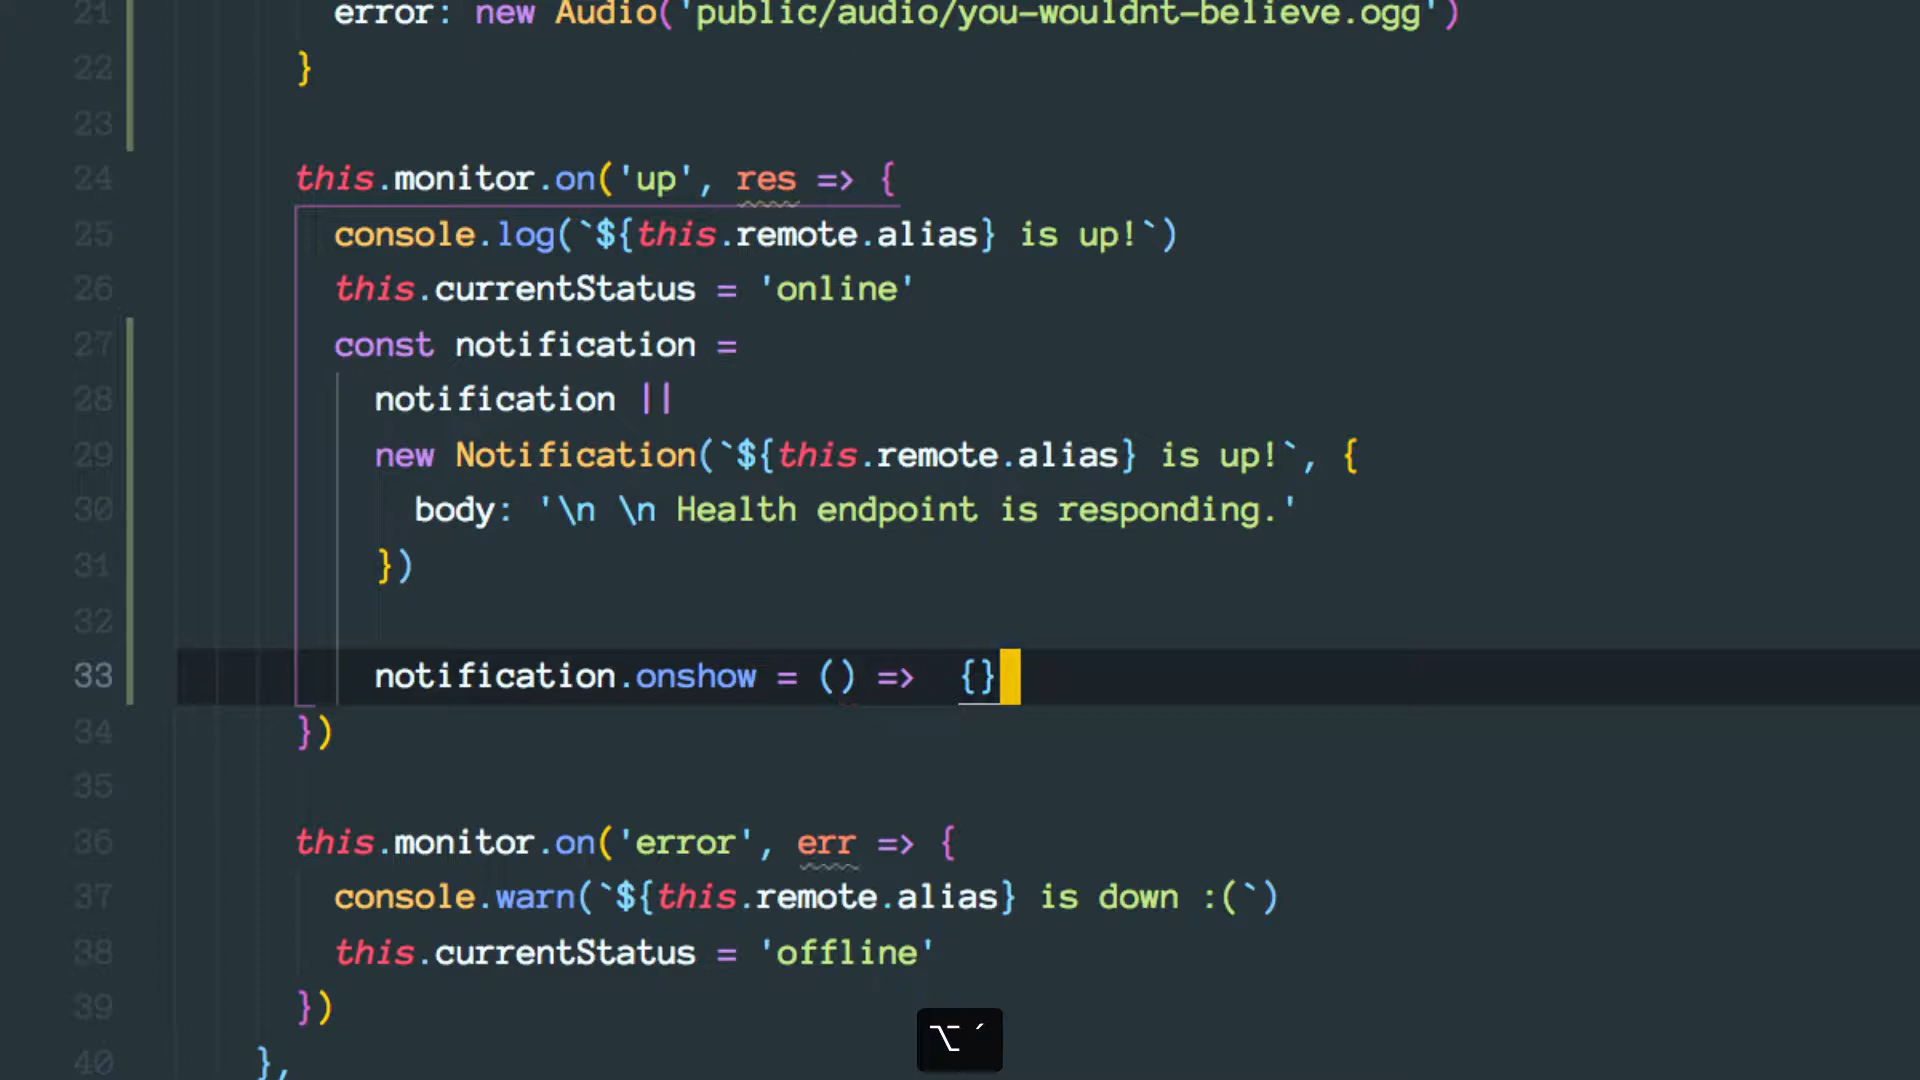 21 error: new Audio('public/audio/you-wouldnt-believe.ogg')
22 }
23
24 this.monitor.on('up', res => {
25 console.log(`${this.remote.alias} is up!`)
26 this.currentStatus = 'online'
27 const notification =
28 notification ||
29 new Notification(`${this.remote.alias} is up!`, {
30 body: '\n \n Health endpoint is responding.'
31 })
32
33 notification.onshow = () =>  {}
34 })
35
36 this.monitor.on('error', err => {
37 console.warn(`${this.remote.alias} is down :(`)
38 this.currentStatus = 'offline'
39 })
40 },
⌥ ´